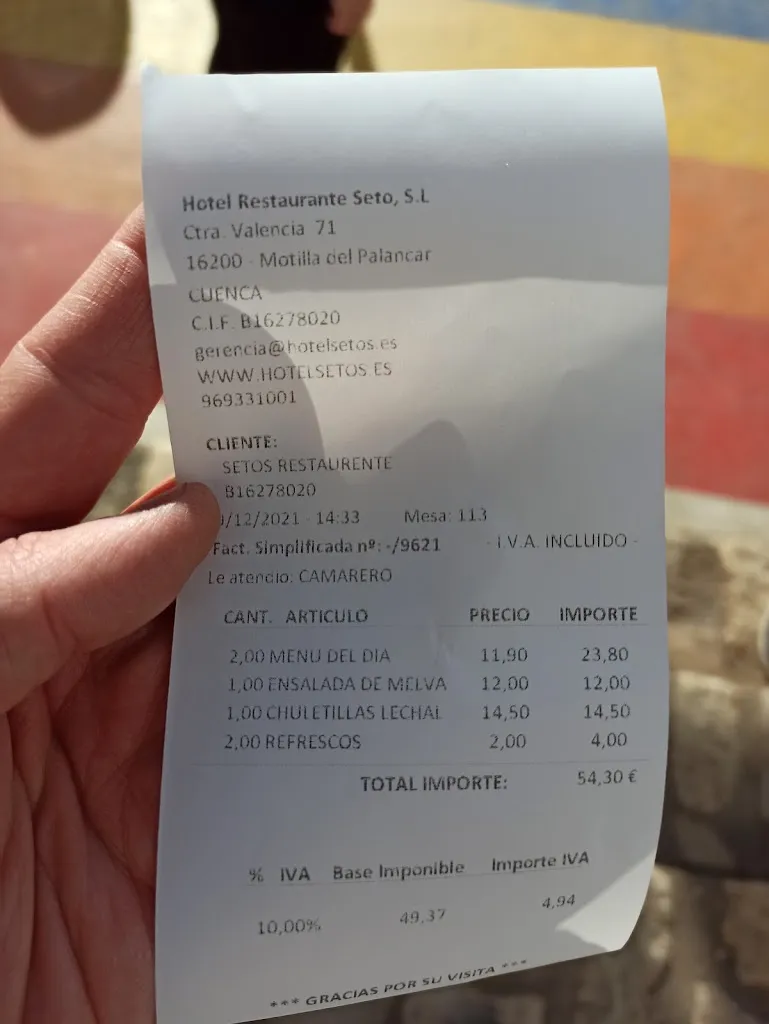 Hotel Restaurante Seto, S.L
Ctra. Valencia 71
16200 - Motilla del Palancar
CUENCA
C.I.F. B16278020
gerencia@hotelsetos.es
WWW.HOTELSETOS.ES
969331001
CLIENTE:
SETOS RESTAURENTE
B16278020
/12/2021 - 14:33 Mesa: 113
Fact. Simplificada nº: -/9621 - I.V.A. INCLUIDO -
Le atendio: CAMARERO
CANT. ARTICULO PRECIO IMPORTE
2,00 MENU DEL DIA 11,90 23,80
1,00 ENSALADA DE MELVA 12,00 12,00
1,00 CHULETILLAS LECHAL 14,50 14,50
2,00 REFRESCOS 2,00 4,00
TOTAL IMPORTE: 54,30 €
% IVA Base Imponible Importe IVA
10,00% 49,37 4,94
*** GRACIAS POR SU VISITA ***